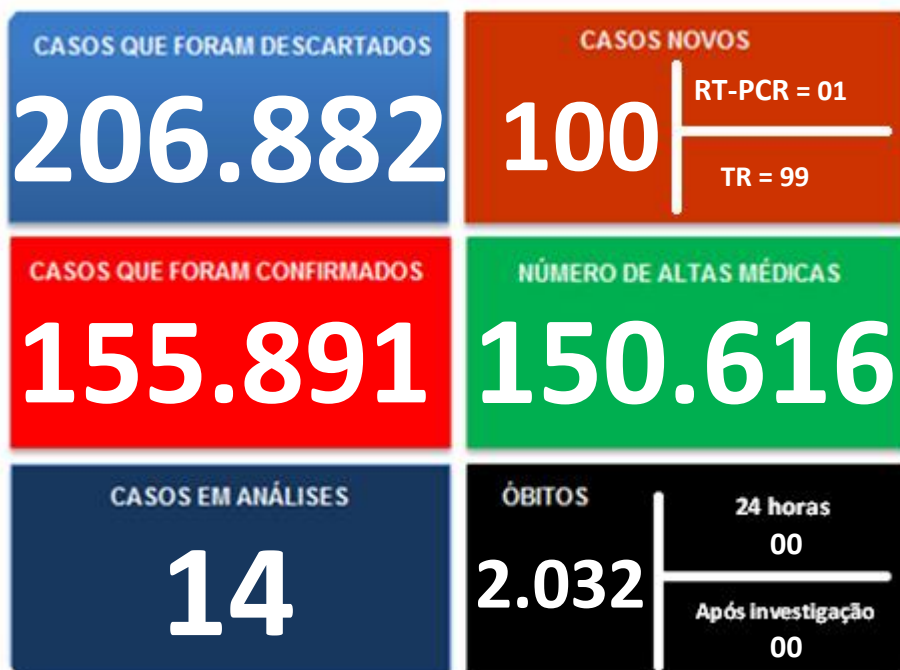 CASOS QUE FORAM DESCARTADOS
206.882
CASOS NOVOS
100
RT-PCR = 01
TR = 99
CASOS QUE FORAM CONFIRMADOS
155.891
NÚMERO DE ALTAS MÉDICAS
150.616
CASOS EM ANÁLISES
14
ÓBITOS
2.032
24 horas
00
Após investigação
00